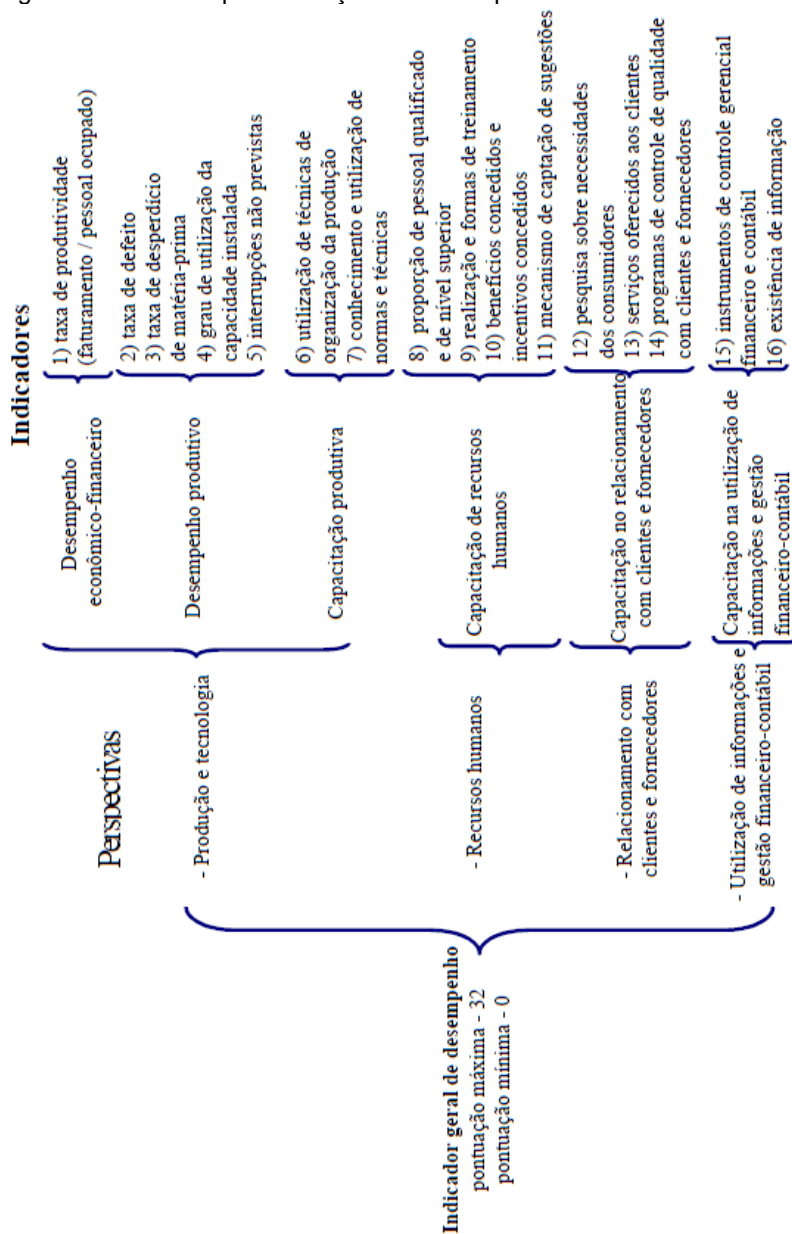 Indicadores
Perspectivas
Indicador geral de desempenho
pontuação máxima - 32
pontuação mínima - 0
- Produção e tecnologia
Desempenho
econômico-financeiro
1) taxa de produtividade
(faturamento / pessoal ocupado)
Desempenho produtivo
2) taxa de defeito
3) taxa de desperdício
de matéria-prima
4) grau de utilização da
capacidade instalada
5) interrupções não previstas
Capacitação produtiva
6) utilização de técnicas de
organização da produção
7) conhecimento e utilização de
normas e técnicas
- Recursos humanos
Capacitação de recursos
humanos
8) proporção de pessoal qualificado
e de nível superior
9) realização e formas de treinamento
10) benefícios concedidos e
incentivos concedidos
11) mecanismo de captação de sugestões
- Relacionamento com
clientes e fornecedores
Capacitação no relacionamento
com clientes e fornecedores
12) pesquisa sobre necessidades
dos consumidores
13) serviços oferecidos aos clientes
14) programas de controle de qualidade
com clientes e fornecedores
- Utilização de informações e
gestão financeiro-contábil
Capacitação na utilização de
informações e gestão
financeiro-contábil
15) instrumentos de controle gerencial
financeiro e contábil
16) existência de informação